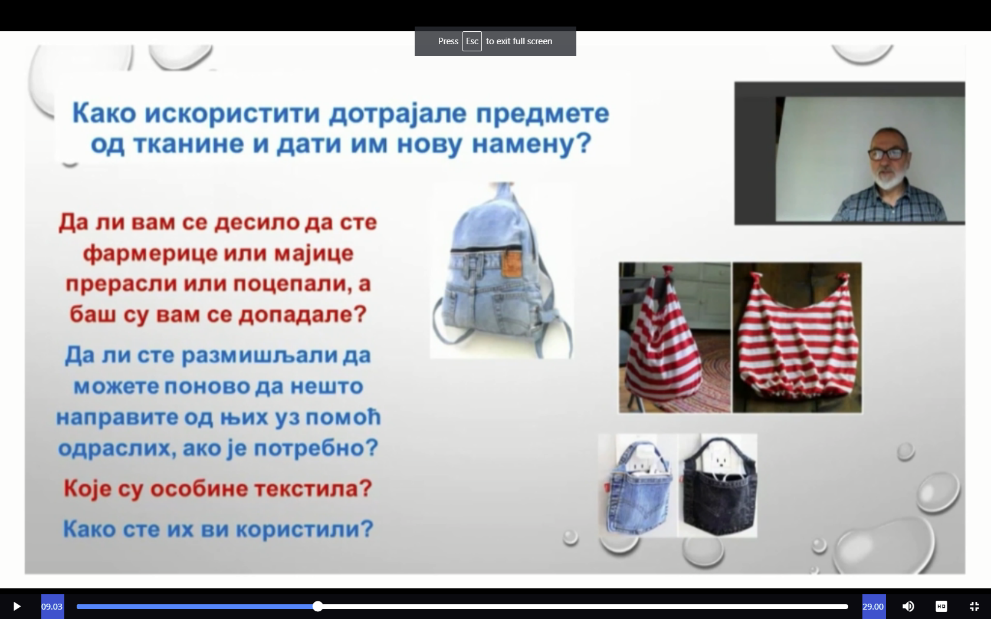 Press Esc to exit full screen
Како искористити дотрајале предмете
од тканине и дати им нову намену?
Да ли вам се десило да сте
фармерице или мајице
прерасли или поцепали, а
баш су вам се допадале?
Да ли сте размишљали да
можете поново да нешто
направите од њих уз помоћ
одраслих, ако је потребно?
Које су особине текстила?
Како сте их ви користили?
09.03
29.00
HD